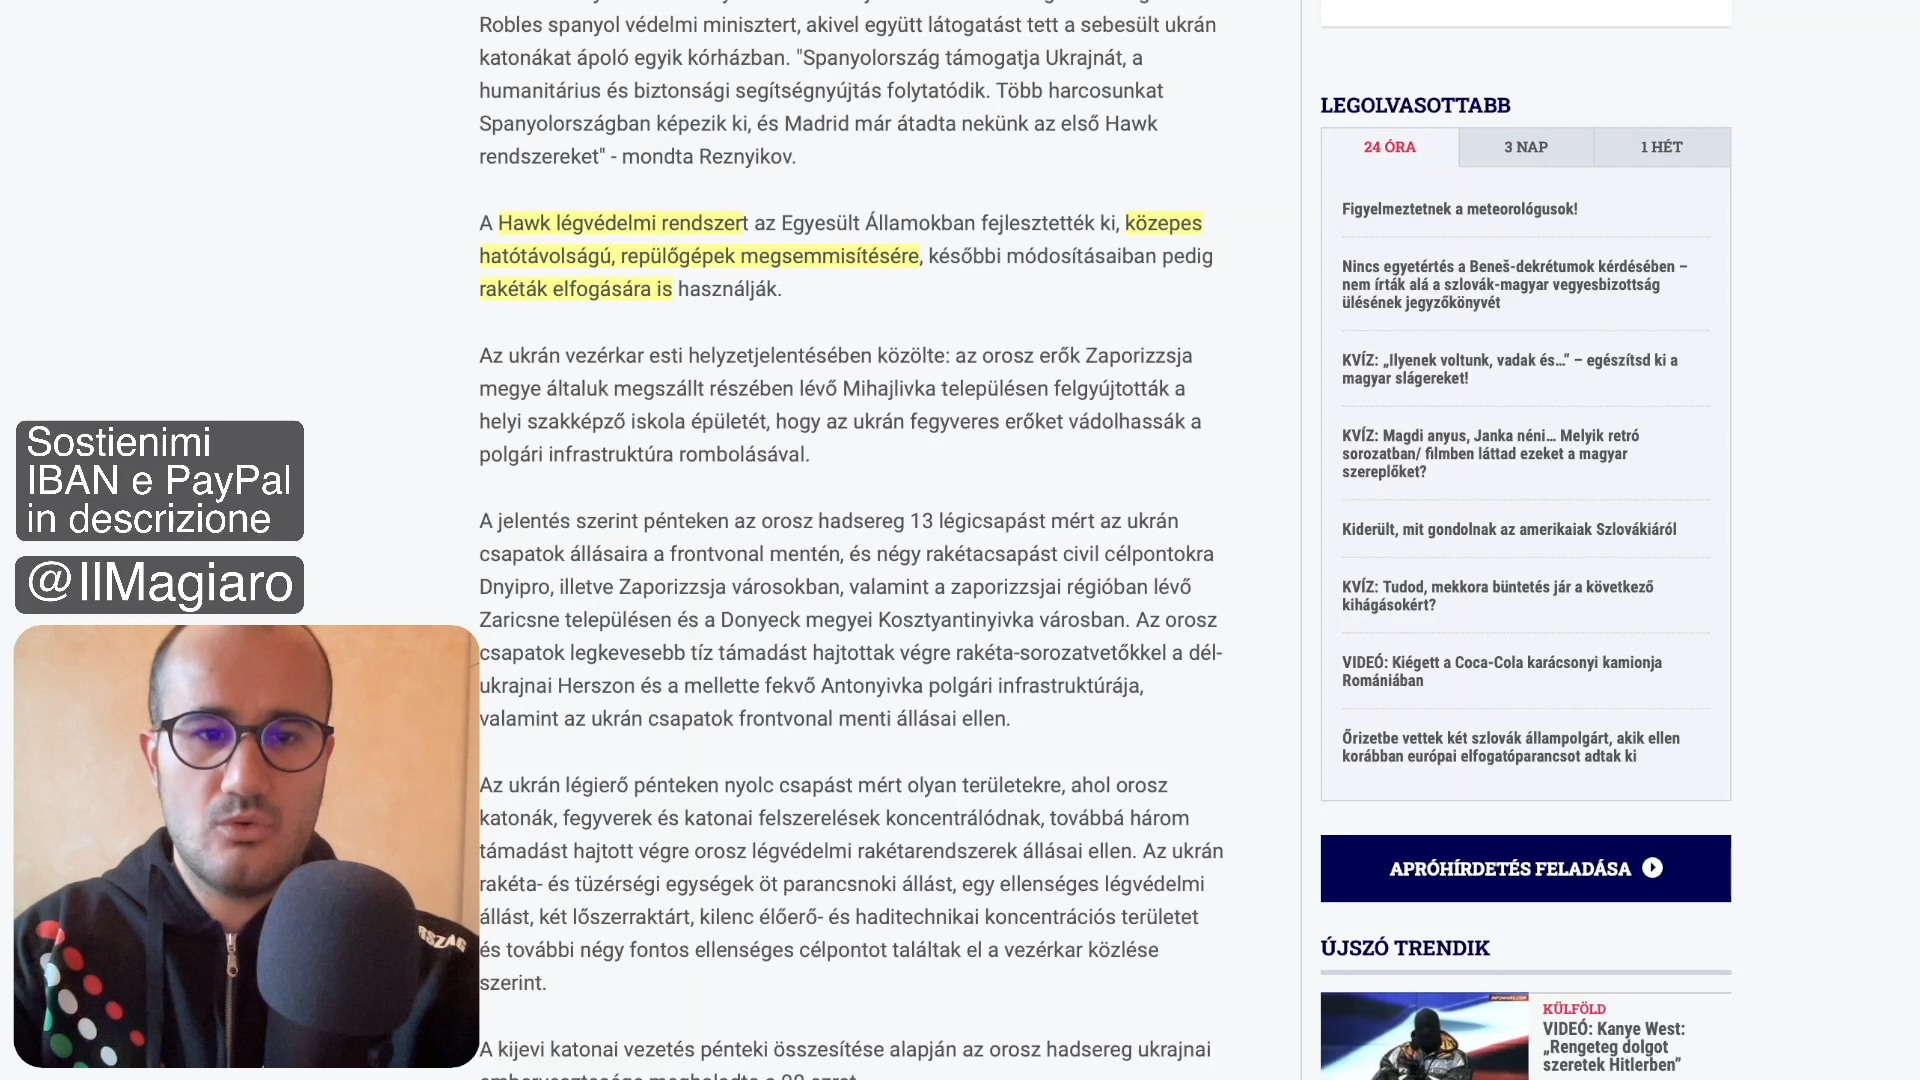 Robles spanyol védelmi minisztert, akivel együtt látogatást tett a sebesült ukrán
katonákat ápoló egyik kórházban. "Spanyolország támogatja Ukrajnát, a
humanitárius és biztonsági segítségnyújtás folytatódik. Több harcosunkat
Spanyolországban képezik ki, és Madrid már átadta nekünk az első Hawk
rendszereket" - mondta Reznyikov.
A Hawk légvédelmi rendszert az Egyesült Államokban fejlesztették ki, közepes
hatótávolságú, repülőgépek megsemmisítésére, későbbi módosításaiban pedig
rakéták elfogására is használják.
Az ukrán vezérkar esti helyzetjelentésében közölte: az orosz erők Zaporizzsja
megye általuk megszállt részében lévő Mihajlivka településen felgyújtották a
helyi szakképző iskola épületét, hogy az ukrán fegyveres erőket vádolhassák a
polgári infrastruktúra rombolásával.
A jelentés szerint pénteken az orosz hadsereg 13 légicsapást mért az ukrán
csapatok állásaira a frontvonal mentén, és négy rakétacsapást civil célpontokra
Dnyipro, illetve Zaporizzsja városokban, valamint a zaporizzsjai régióban lévő
Zaricsne településen és a Donyeck megyei Kosztyantinyivka városban. Az orosz
csapatok legkevesebb tíz támadást hajtottak végre rakéta-sorozatvetőkkel a dél-
ukrajnai Herszon és a mellette fekvő Antonyivka polgári infrastruktúrája,
valamint az ukrán csapatok frontvonal menti állásai ellen.
Az ukrán légierő pénteken nyolc csapást mért olyan területekre, ahol orosz
katonák, fegyverek és katonai felszerelések koncentrálódnak, továbbá három
támadást hajtott végre orosz légvédelmi rakétarendszerek állásai ellen. Az ukrán
rakéta- és tüzérségi egységek öt parancsnoki állást, egy ellenséges légvédelmi
állást, két lőszerraktárt, kilenc élőerő- és haditechnikai koncentrációs területet
és további négy fontos ellenséges célpontot találtak el a vezérkar közlése
szerint.
A kijevi katonai vezetés pénteki összesítése alapján az orosz hadsereg ukrajnai
Sostienimi
IBAN e PayPal
in descrizione
@IlMagiaro
RSZÁG
LEGOLVASOTTABB
24 ÓRA
3 NAP
1 HÉT
Figyelmeztetnek a meteorológusok!
Nincs egyetértés a Beneš-dekrétumok kérdésében –
nem írták alá a szlovák-magyar vegyesbizottság
ülésének jegyzőkönyvét
KVÍZ: „Ilyenek voltunk, vadak és…” – egészítsd ki a
magyar slágereket!
KVÍZ: Magdi anyus, Janka néni… Melyik retró
sorozatban/ filmben láttad ezeket a magyar
szereplőket?
Kiderült, mit gondolnak az amerikaiak Szlovákiáról
KVÍZ: Tudod, mekkora büntetés jár a következő
kihágásokért?
VIDEÓ: Kiégett a Coca-Cola karácsonyi kamionja
Romániában
Őrizetbe vettek két szlovák állampolgárt, akik ellen
korábban európai elfogatóparancsot adtak ki
APRÓHÍRDETÉS FELADÁSA
ÚJSZÓ TRENDIK
INFOWARS.COM
KÜLFÖLD
VIDEÓ: Kanye West:
„Rengeteg dolgot
szeretek Hitlerben”